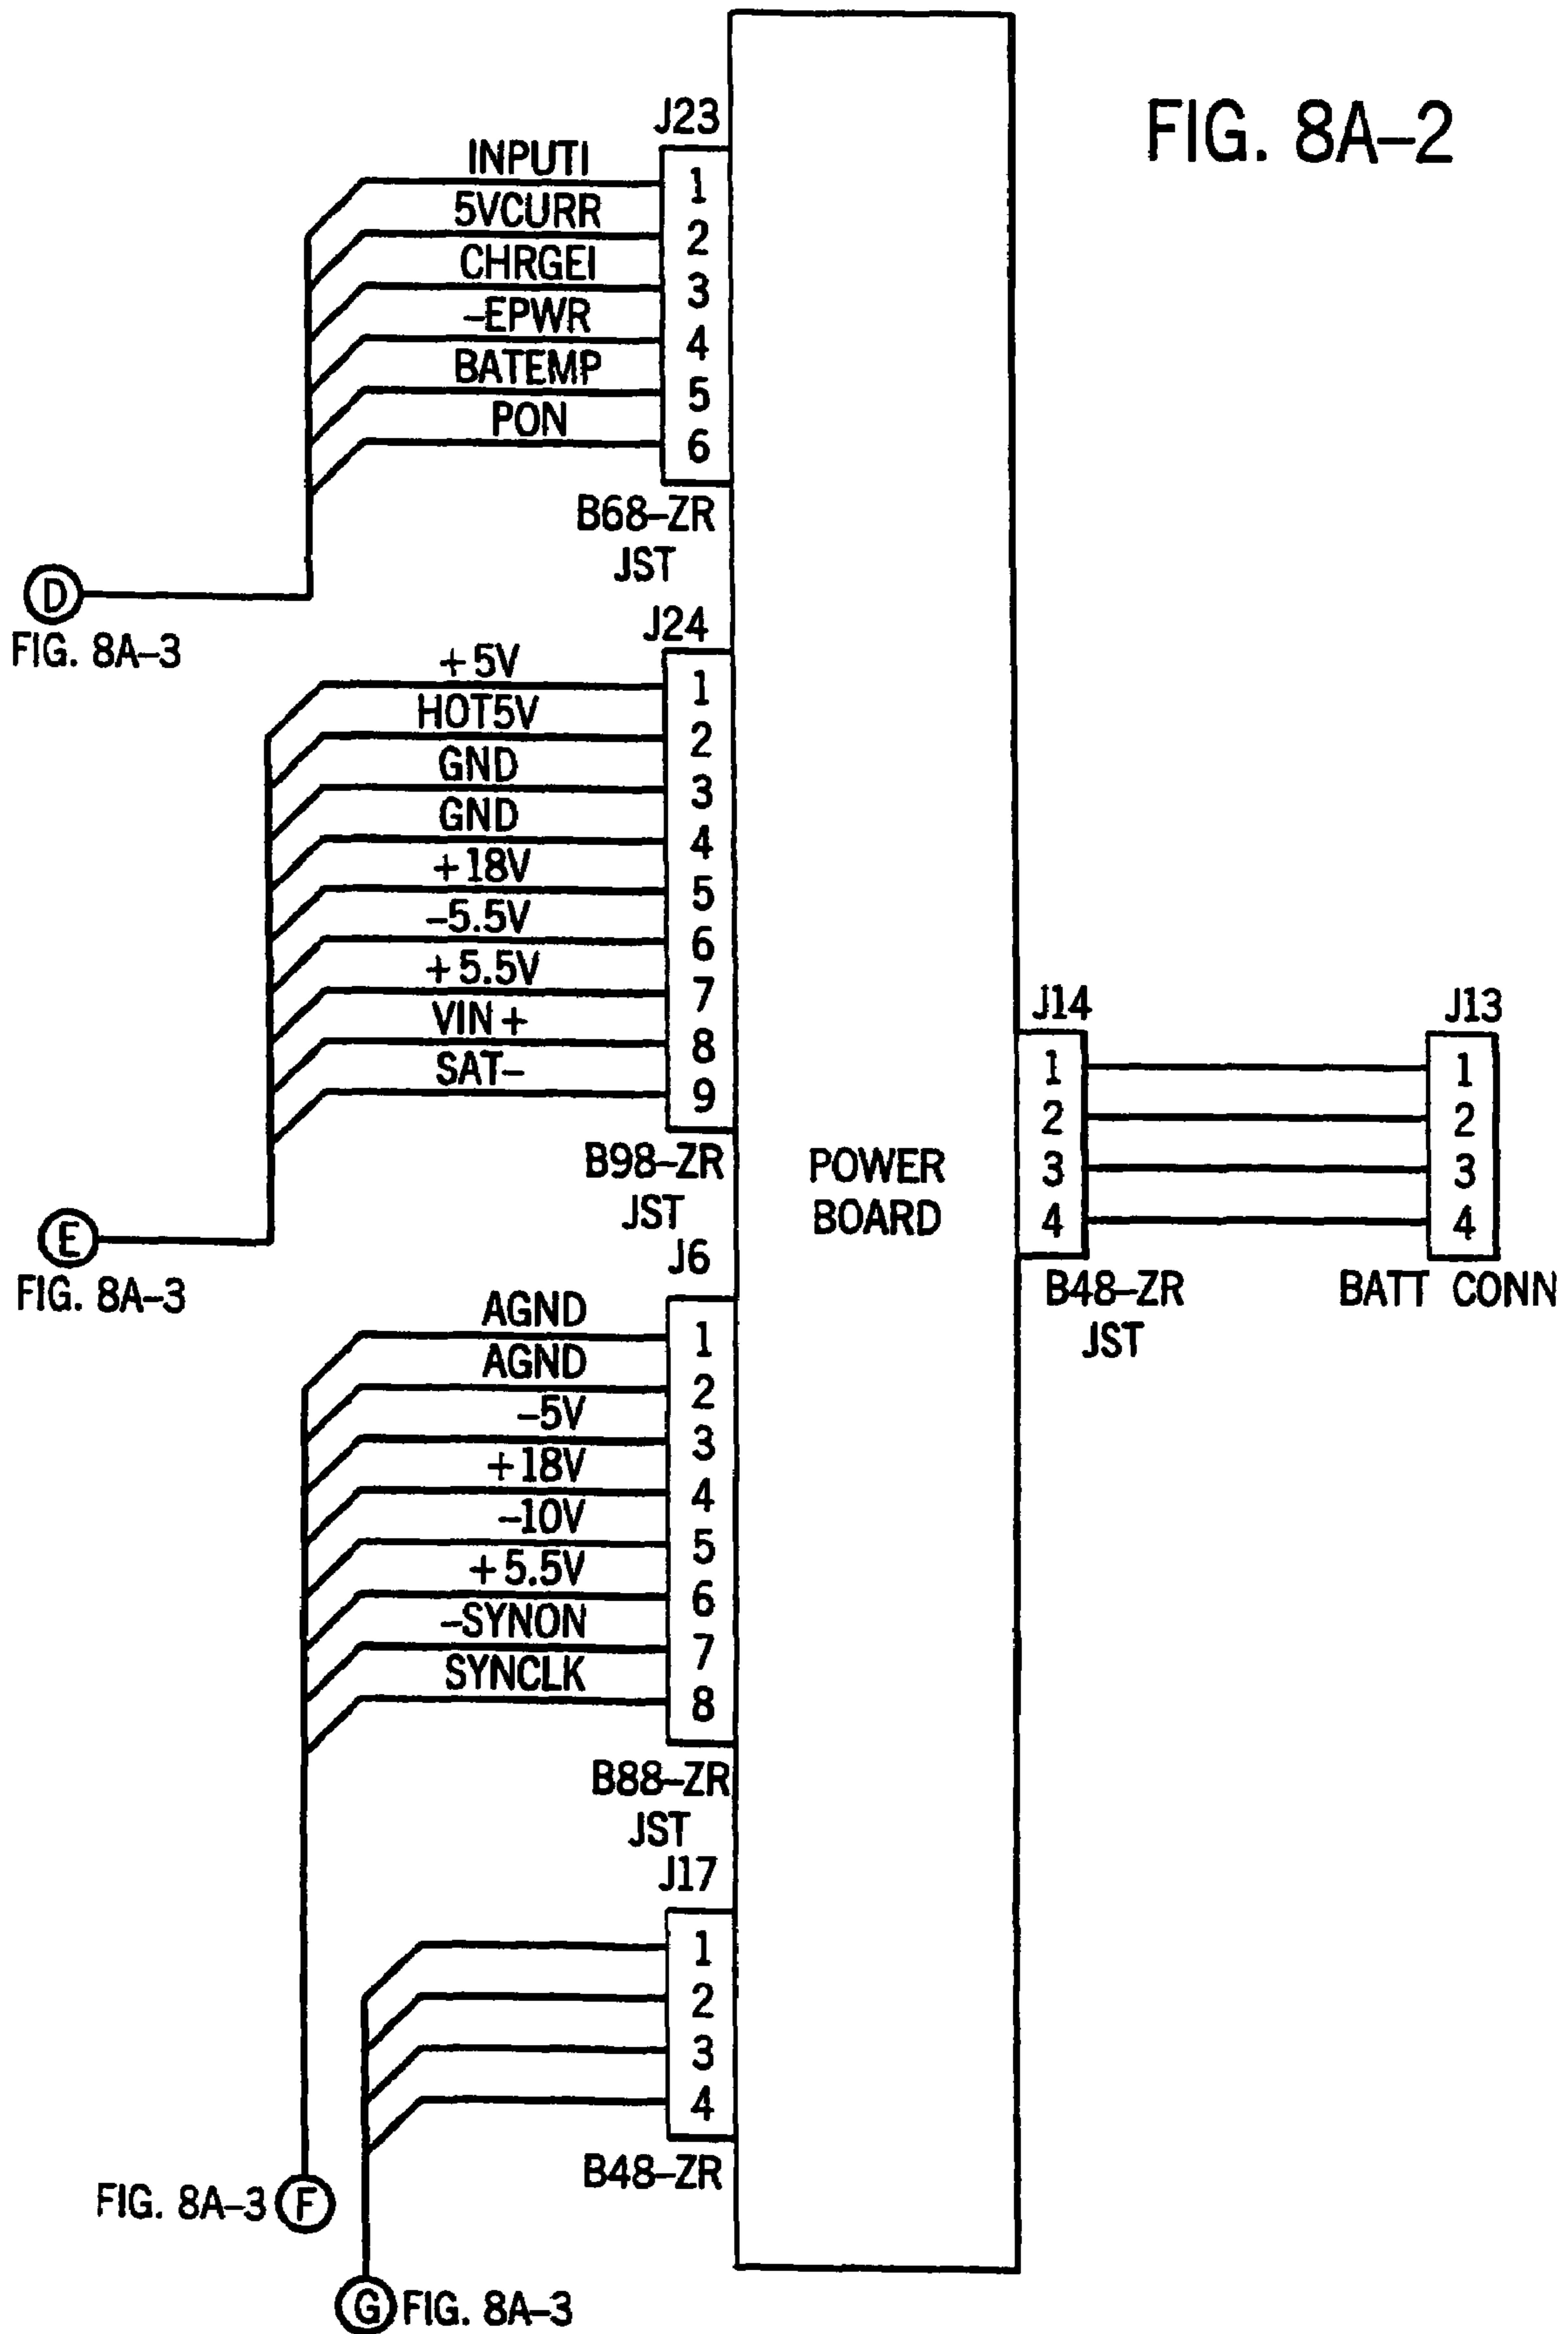 FIG. 8A-2
J23
INPUTI
1
5VCURR
2
CHRGEI
3
-EPWR
4
BATEMP
5
PON
6
B68-ZR
JST
D
FIG. 8A-3
J24
+5V
1
HOT5V
2
GND
3
GND
4
+18V
5
-5.5V
6
+5.5V
7
VIN+
8
SAT-
9
B98-ZR
JST
E
FIG. 8A-3
POWER
BOARD
J14
1
2
3
4
B48-ZR
JST
J13
1
2
3
4
BATT CONN
J6
AGND
1
AGND
2
-5V
3
+18V
4
-10V
5
+5.5V
6
-SYNON
7
SYNCLK
8
B88-ZR
JST
J17
1
2
3
4
B48-ZR
FIG. 8A-3 F
G FIG. 8A-3